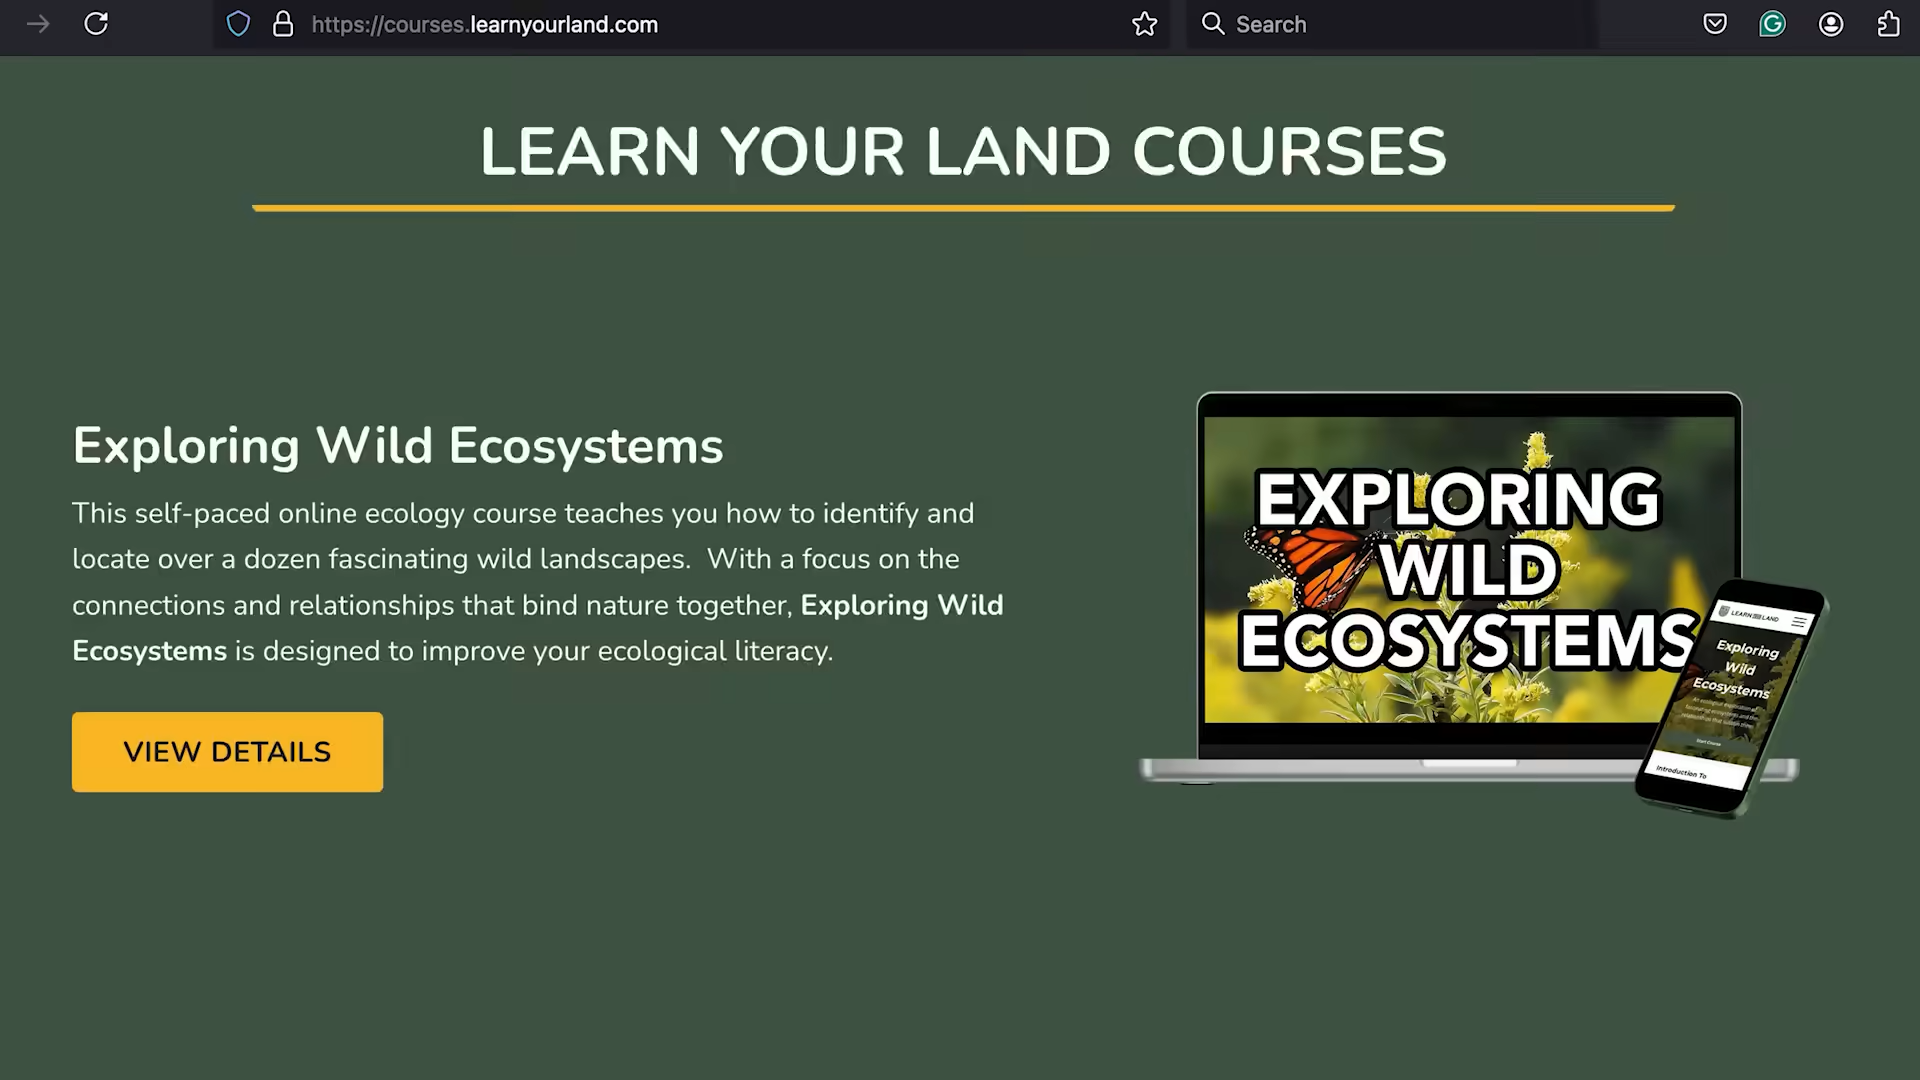 https://courses.learnyourland.com
Search
LEARN YOUR LAND COURSES
Exploring Wild Ecosystems
This self-paced online ecology course teaches you how to identify and
locate over a dozen fascinating wild landscapes. With a focus on the
connections and relationships that bind nature together, Exploring Wild
Ecosystems is designed to improve your ecological literacy.
VIEW DETAILS
EXPLORING
WILD
ECOSYSTEMS
Exploring
Wild
Ecosystems
Start Course
Introduction To